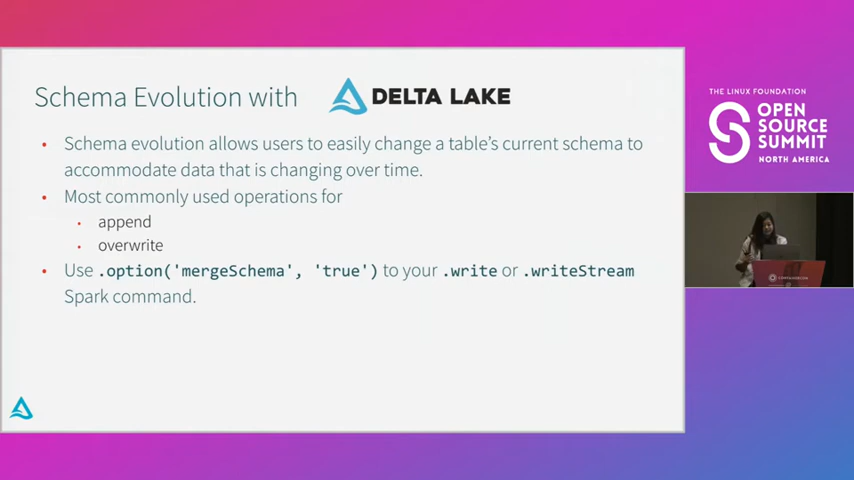 Schema Evolution with DELTA LAKE
• Schema evolution allows users to easily change a table's current schema to
accommodate data that is changing over time.
• Most commonly used operations for
• append
• overwrite
• Use .option('mergeSchema', 'true') to your .write or .writeStream
Spark command.
THE LINUX FOUNDATION
OPEN
SOURCE
SUMMIT
NORTH AMERICA